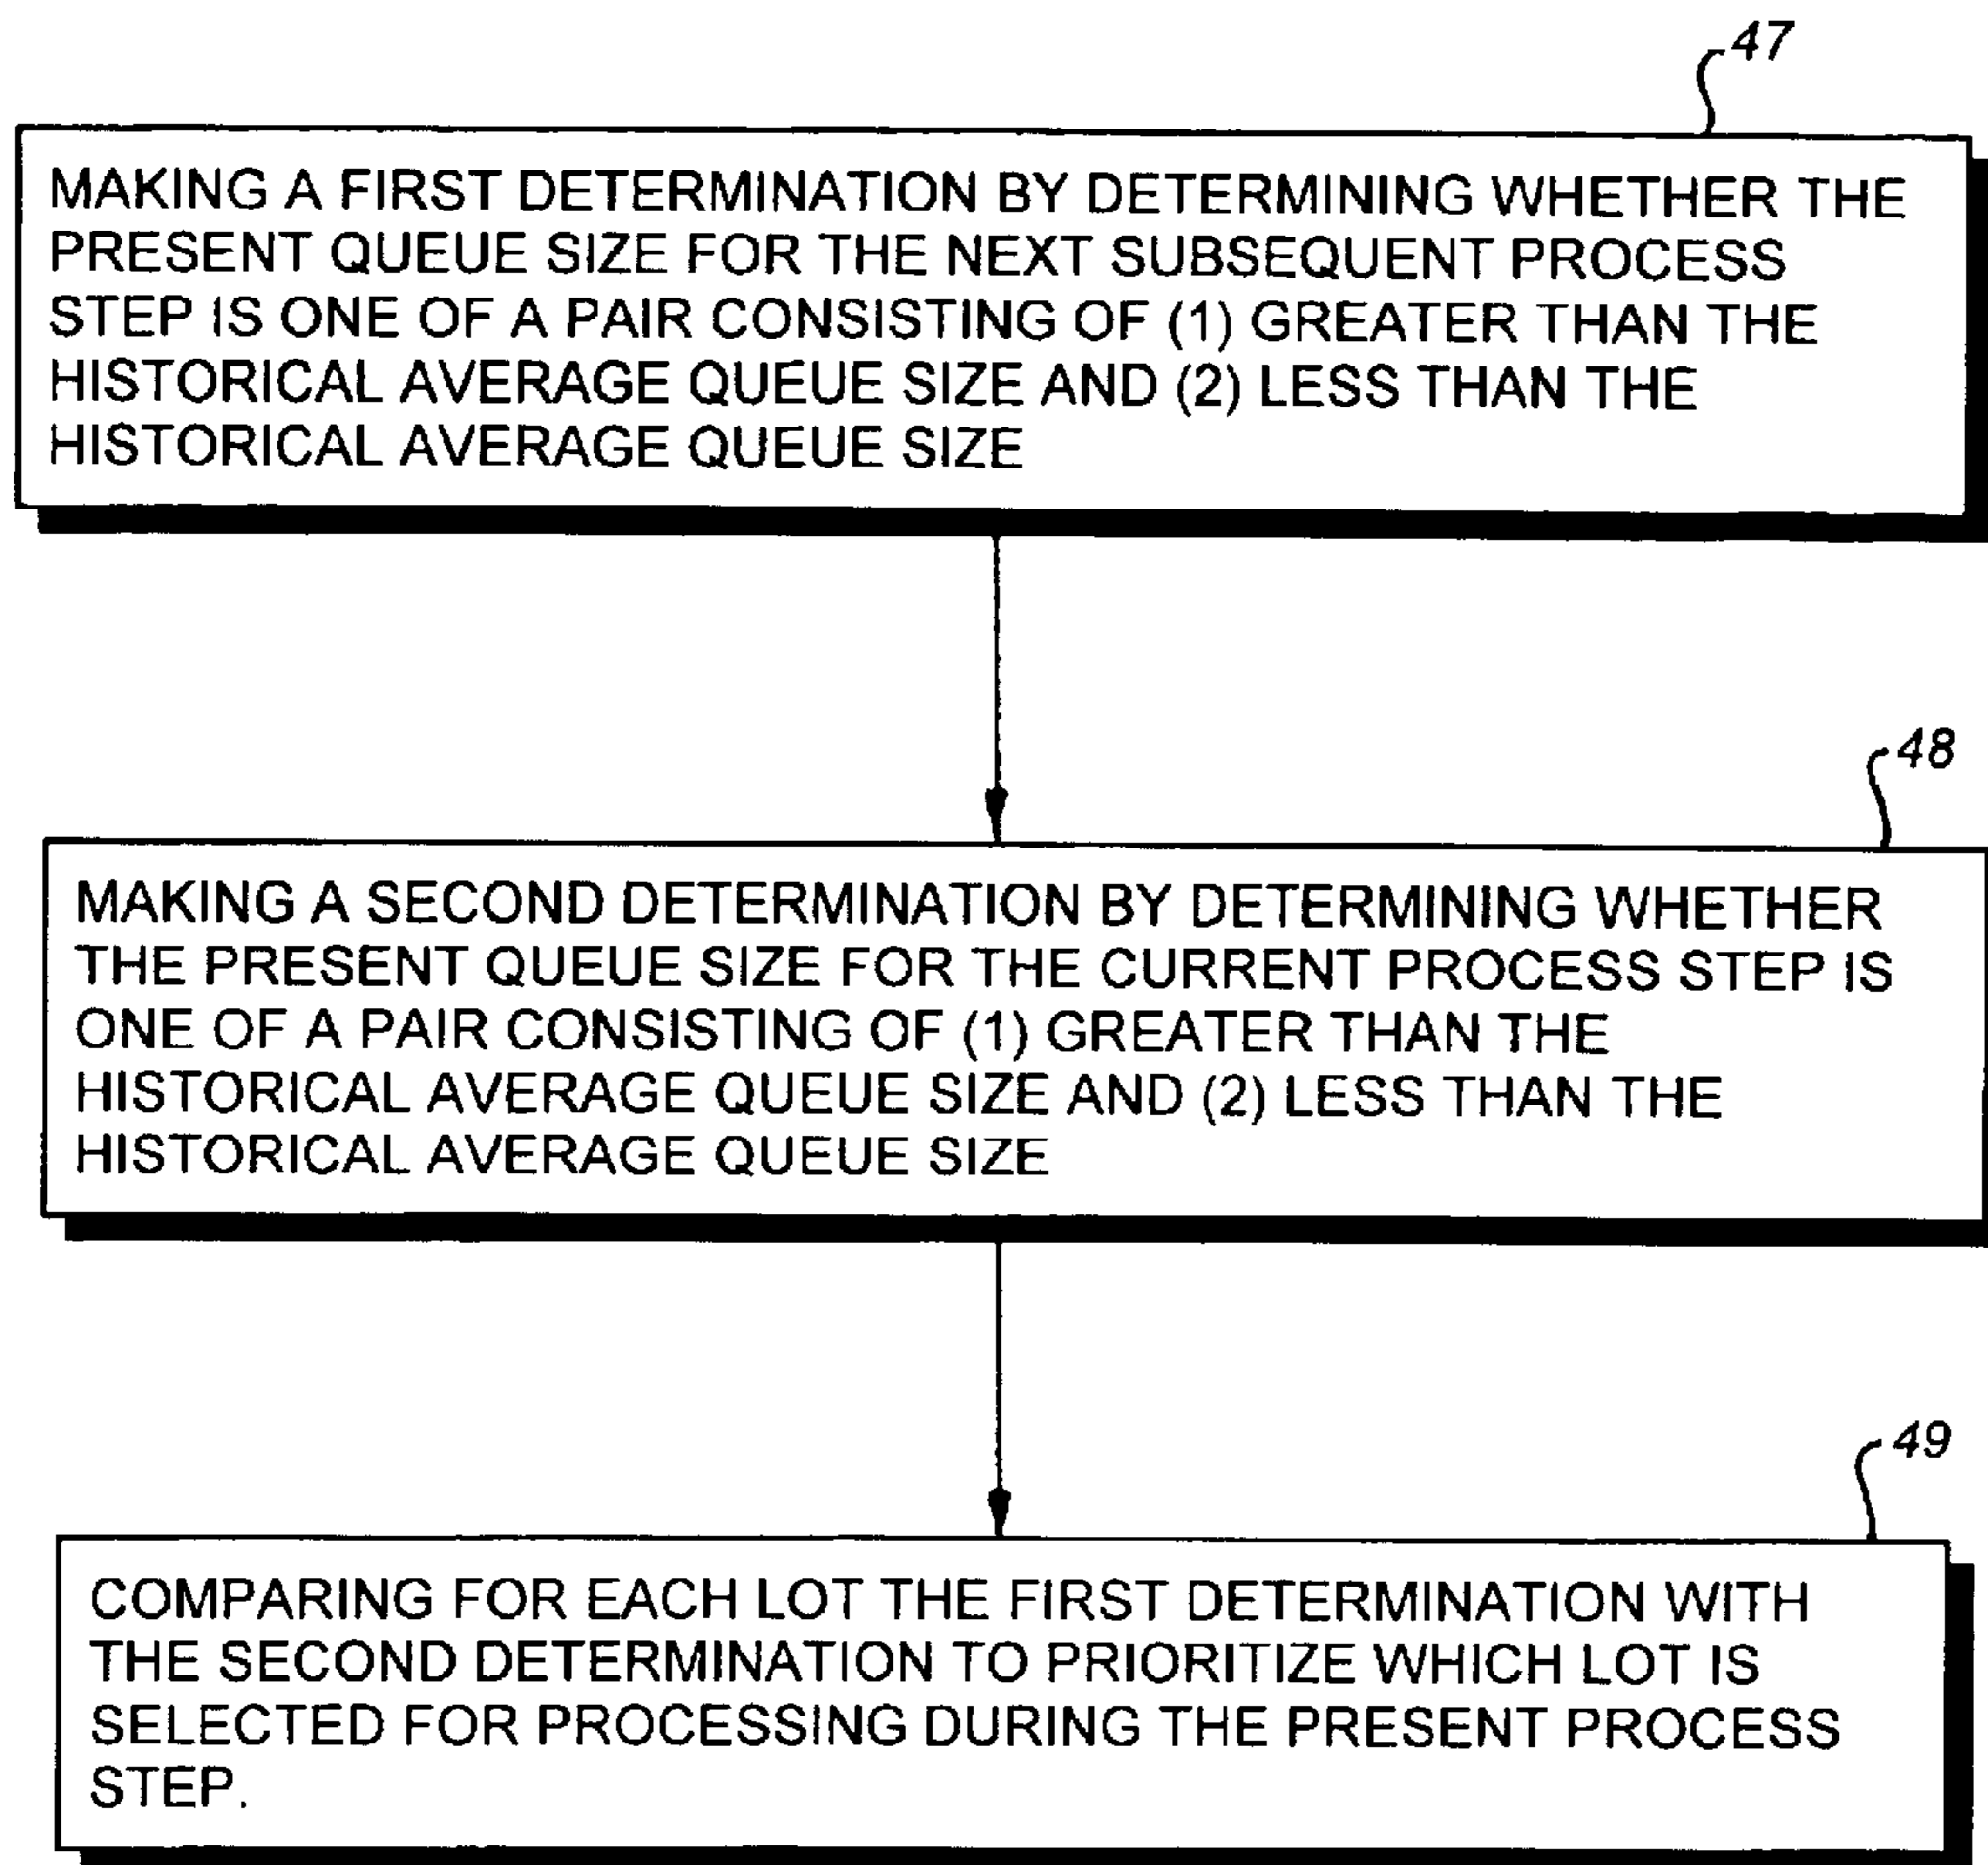 47
MAKING A FIRST DETERMINATION BY DETERMINING WHETHER THE
PRESENT QUEUE SIZE FOR THE NEXT SUBSEQUENT PROCESS
STEP IS ONE OF A PAIR CONSISTING OF (1) GREATER THAN THE
HISTORICAL AVERAGE QUEUE SIZE AND (2) LESS THAN THE
HISTORICAL AVERAGE QUEUE SIZE
48
MAKING A SECOND DETERMINATION BY DETERMINING WHETHER
THE PRESENT QUEUE SIZE FOR THE CURRENT PROCESS STEP IS
ONE OF A PAIR CONSISTING OF (1) GREATER THAN THE
HISTORICAL AVERAGE QUEUE SIZE AND (2) LESS THAN THE
HISTORICAL AVERAGE QUEUE SIZE
49
COMPARING FOR EACH LOT THE FIRST DETERMINATION WITH
THE SECOND DETERMINATION TO PRIORITIZE WHICH LOT IS
SELECTED FOR PROCESSING DURING THE PRESENT PROCESS
STEP.